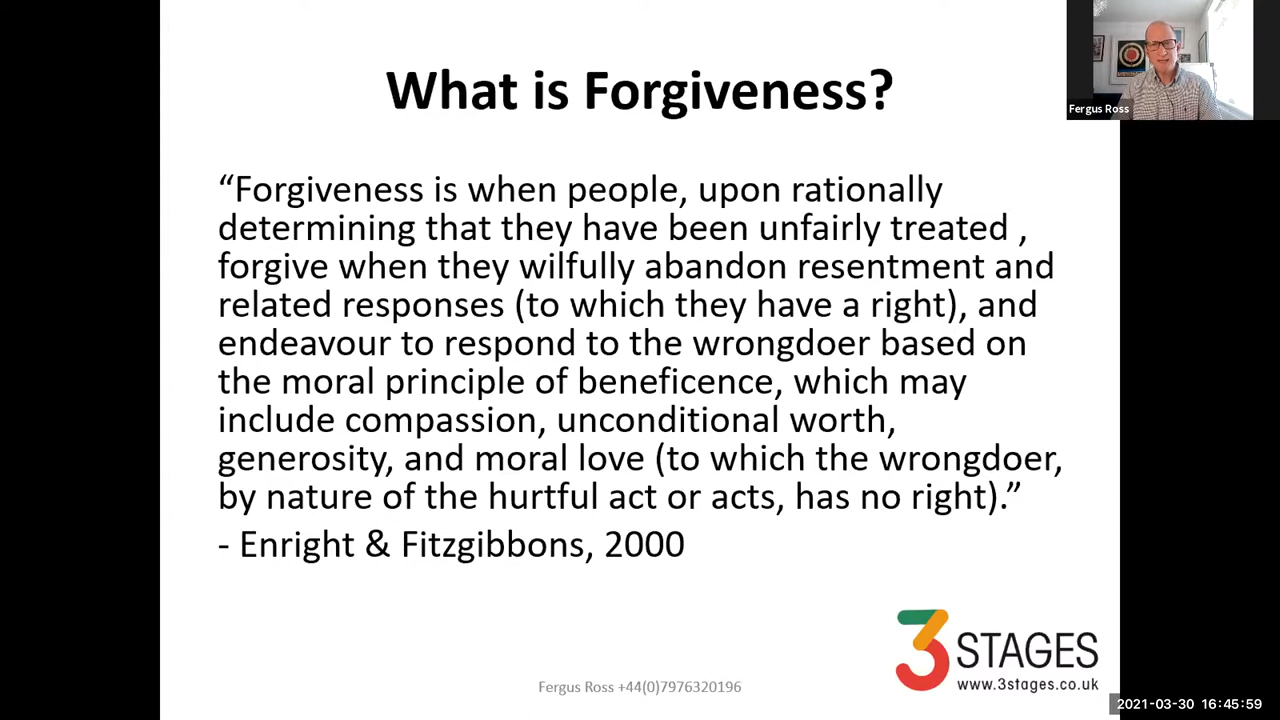 What is Forgiveness?
Fergus Ross
“Forgiveness is when people, upon rationally
determining that they have been unfairly treated ,
forgive when they wilfully abandon resentment and
related responses (to which they have a right), and
endeavour to respond to the wrongdoer based on
the moral principle of beneficence, which may
include compassion, unconditional worth,
generosity, and moral love (to which the wrongdoer,
by nature of the hurtful act or acts, has no right).”
- Enright & Fitzgibbons, 2000
3 STAGES
www.3stages.co.uk
Fergus Ross +44(0)7976320196
2021-03-30 16:45:59